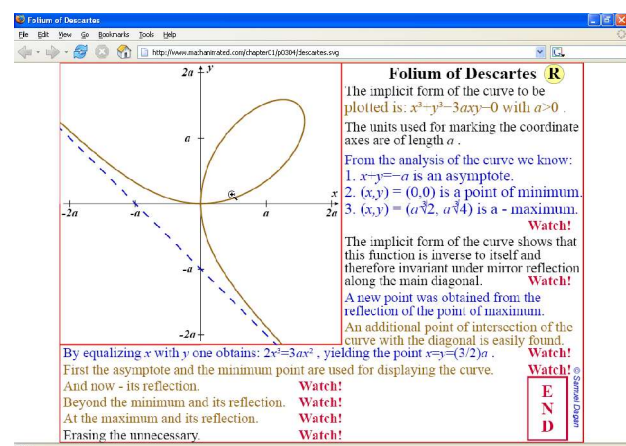 Folium of Descartes
File Edit View Go Bookmarks Tools Help
http://www.mathanimated.com/chapterC1/p0304/descartes.svg
2a y
a
-2a -a a 2a
x
-a
-2a
Folium of Descartes R
The implicit form of the curve to be
plotted is: x³+y³−3axy=0 with a>0 .
The units used for marking the coordinate
axes are of length a .
From the analysis of the curve we know:
1. x+y=−a is an asymptote.
2. (x,y) = (0,0) is a point of minimum.
3. (x,y) = (a∛2, a∛4) is a - maximum.
Watch!
The implicit form of the curve shows that
this function is inverse to itself and
therefore invariant under mirror reflection
along the main diagonal. Watch!
A new point was obtained from the
reflection of the point of maximum.
An additional point of intersection of the
curve with the diagonal is easily found.
By equalizing x with y one obtains: 2x³=3ax² , yielding the point x=y=(3/2)a . Watch!
First the asymptote and the minimum point are used for displaying the curve. Watch!
And now - its reflection. Watch!
Beyond the minimum and its reflection. Watch!
At the maximum and its reflection. Watch!
Erasing the unnecessary. Watch!
E
N
D
© Samuel Dagan